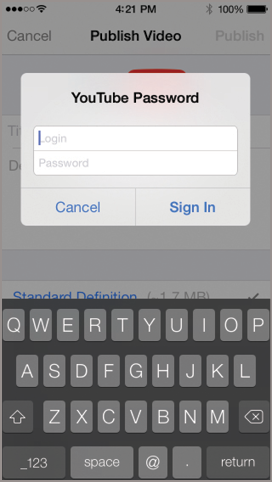 4:21 PM 100%
Cancel Publish Video Publish
YouTube Password
Login
Password
Cancel Sign In
Standard Definition (~1.7 MB)
Q W E R T Y U I O P
A S D F G H J K L
Z X C V B N M
_123 space @ . return